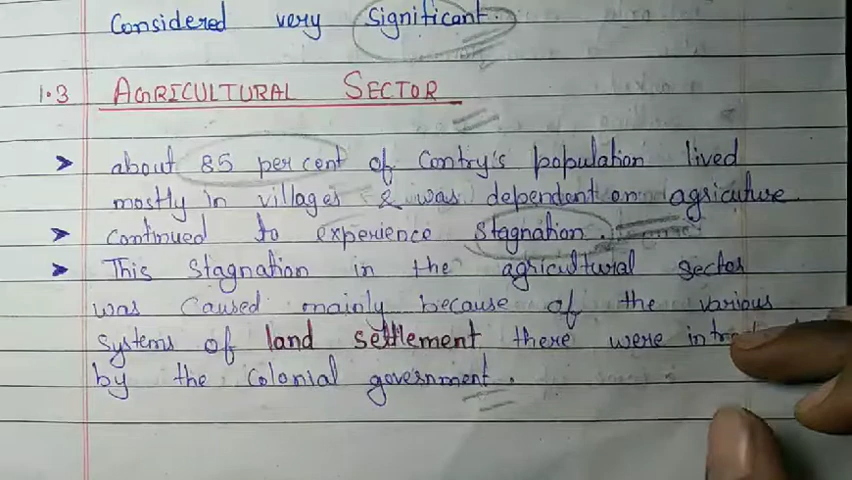 Considered very significant.
1.3 AGRICULTURAL SECTOR
➤ about 85 per cent of Contry's population lived
mostly in villages & was dependent on agricuture
➤ continued to experience stagnation.
➤ This stagnation in the agricultural sector
was caused mainly because of the various
systems of land settlement there were
by the colonial government.